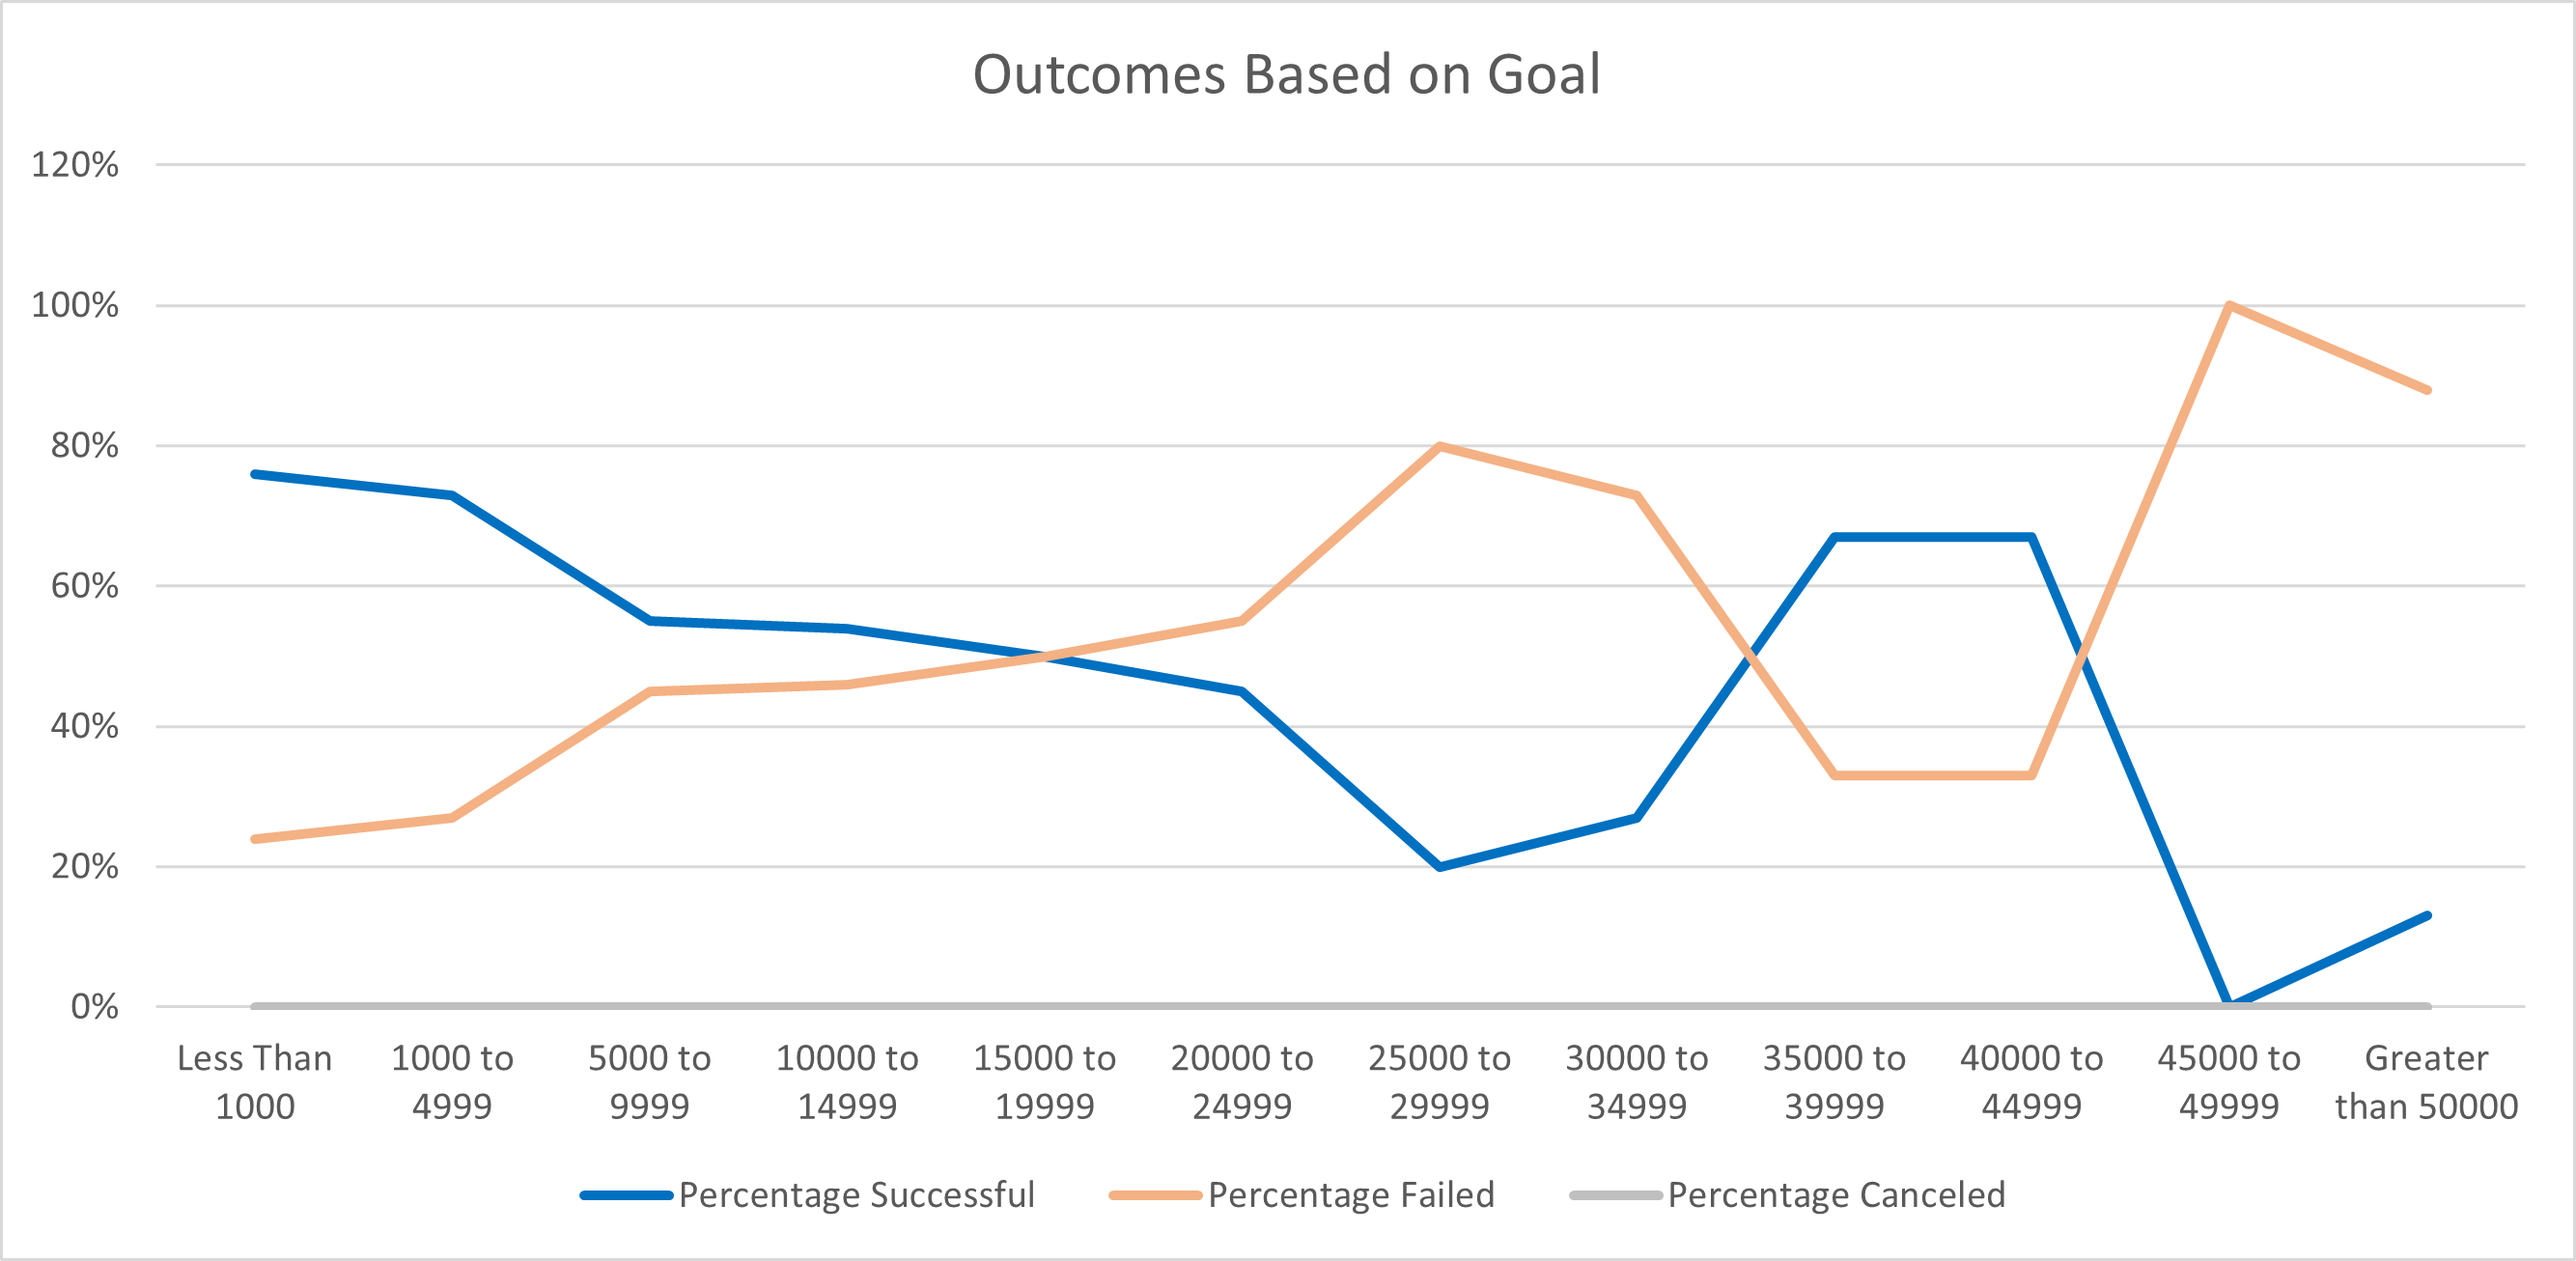 Outcomes Based on Goal
120%
100%
80%
60%
40%
20%
0%
Less Than 1000
1000 to 4999
5000 to 9999
10000 to 14999
15000 to 19999
20000 to 24999
25000 to 29999
30000 to 34999
35000 to 39999
40000 to 44999
45000 to 49999
Greater than 50000
Percentage Successful
Percentage Failed
Percentage Canceled